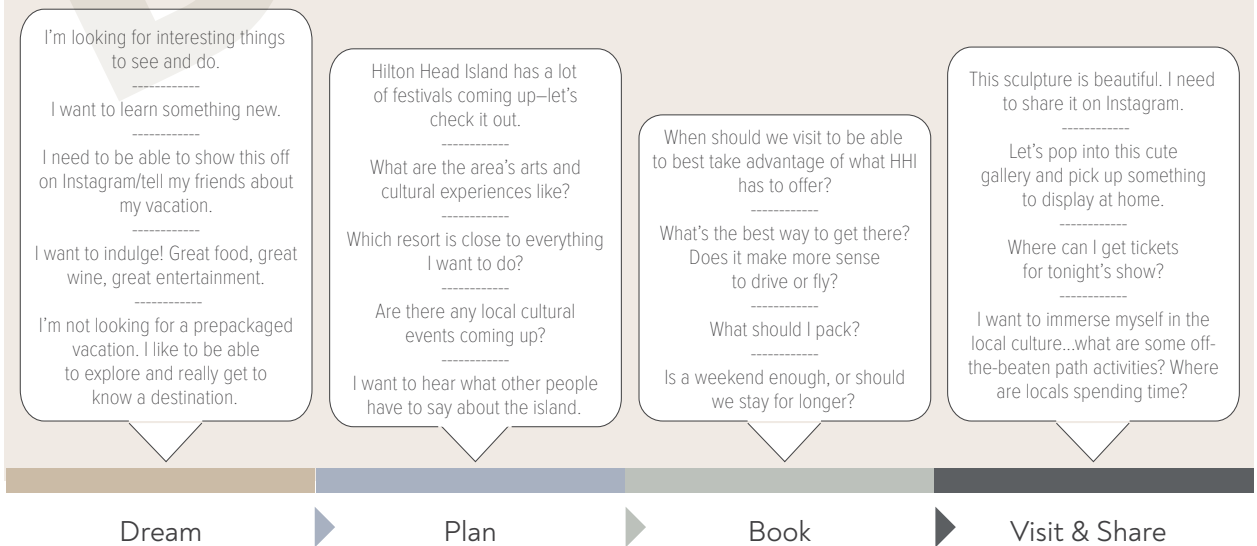 I'm looking for interesting things
to see and do.
------------
I want to learn something new.
------------
I need to be able to show this off
on Instagram/tell my friends about
my vacation.
------------
I want to indulge! Great food, great
wine, great entertainment.
------------
I'm not looking for a prepackaged
vacation. I like to be able
to explore and really get to
know a destination.
Hilton Head Island has a lot
of festivals coming up–let's
check it out.
------------
What are the area's arts and
cultural experiences like?
------------
Which resort is close to everything
I want to do?
------------
Are there any local cultural
events coming up?
------------
I want to hear what other people
have to say about the island.
When should we visit to be able
to best take advantage of what HHI
has to offer?
------------
What's the best way to get there?
Does it make more sense
to drive or fly?
------------
What should I pack?
------------
Is a weekend enough, or should
we stay for longer?
This sculpture is beautiful. I need
to share it on Instagram.
------------
Let's pop into this cute
gallery and pick up something
to display at home.
------------
Where can I get tickets
for tonight's show?
------------
I want to immerse myself in the
local culture...what are some off-
the-beaten path activities? Where
are locals spending time?
Dream
Plan
Book
Visit & Share